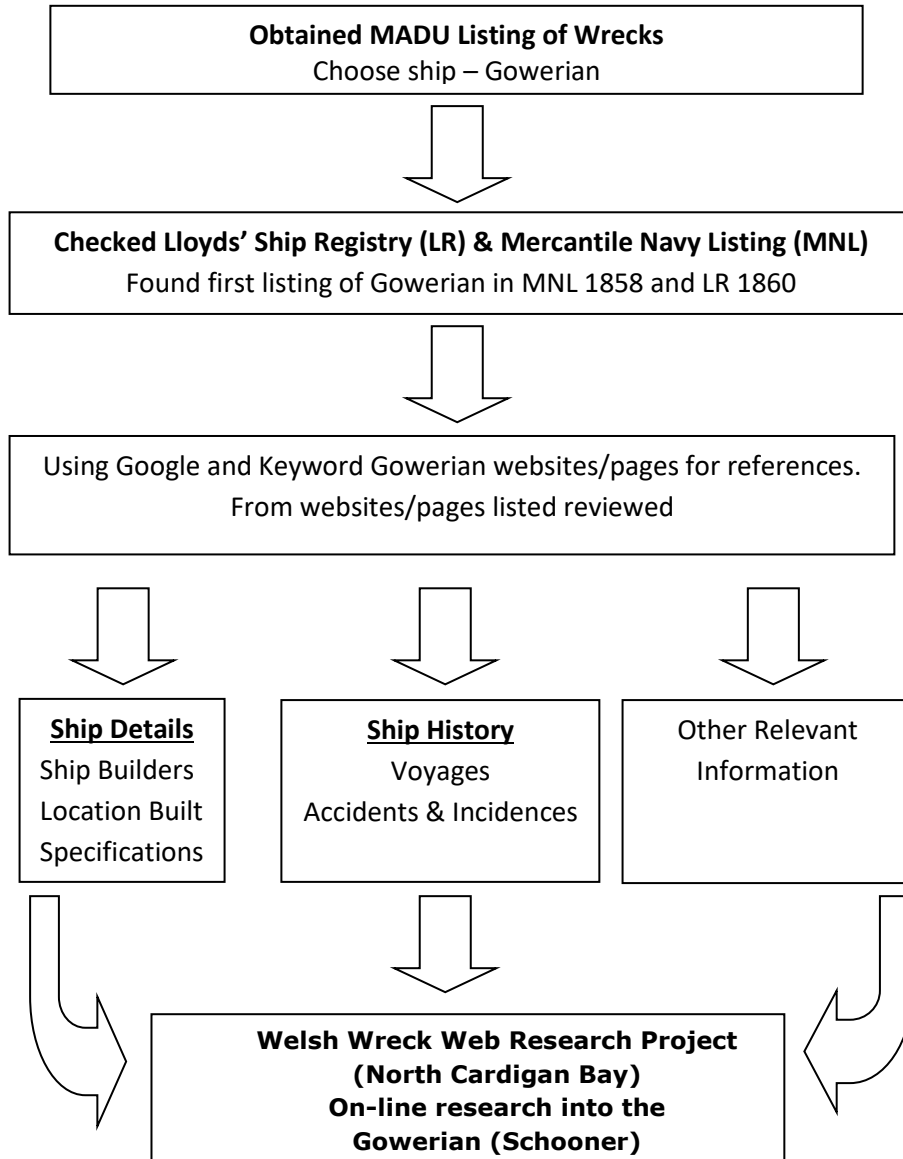 Obtained MADU Listing of Wrecks
Choose ship – Gowerian
Checked Lloyds’ Ship Registry (LR) & Mercantile Navy Listing (MNL)
Found first listing of Gowerian in MNL 1858 and LR 1860
Using Google and Keyword Gowerian websites/pages for references.
From websites/pages listed reviewed
Ship Details
Ship Builders
Location Built
Specifications
Ship History
Voyages
Accidents & Incidences
Other Relevant
Information
Welsh Wreck Web Research Project
(North Cardigan Bay)
On-line research into the
Gowerian (Schooner)